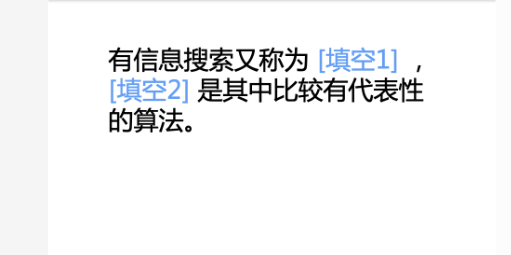 有信息搜索又称为 [填空1] ，
[填空2] 是其中比较有代表性
的算法。